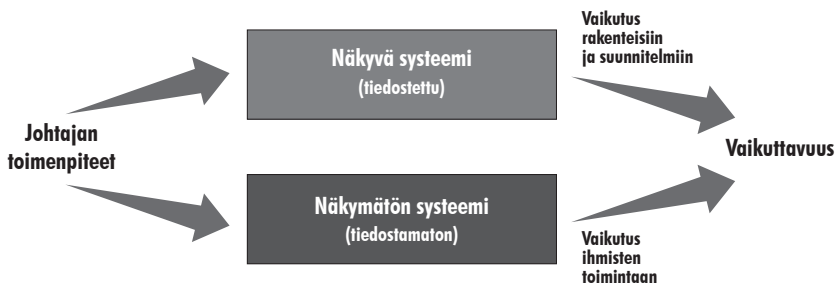 Johtajan
toimenpiteet
Näkyvä systeemi
(tiedostettu)
Vaikutus
rakenteisiin
ja suunnitelmiin
Näkymätön systeemi
(tiedostamaton)
Vaikutus
ihmisten
toimintaan
Vaikuttavuus